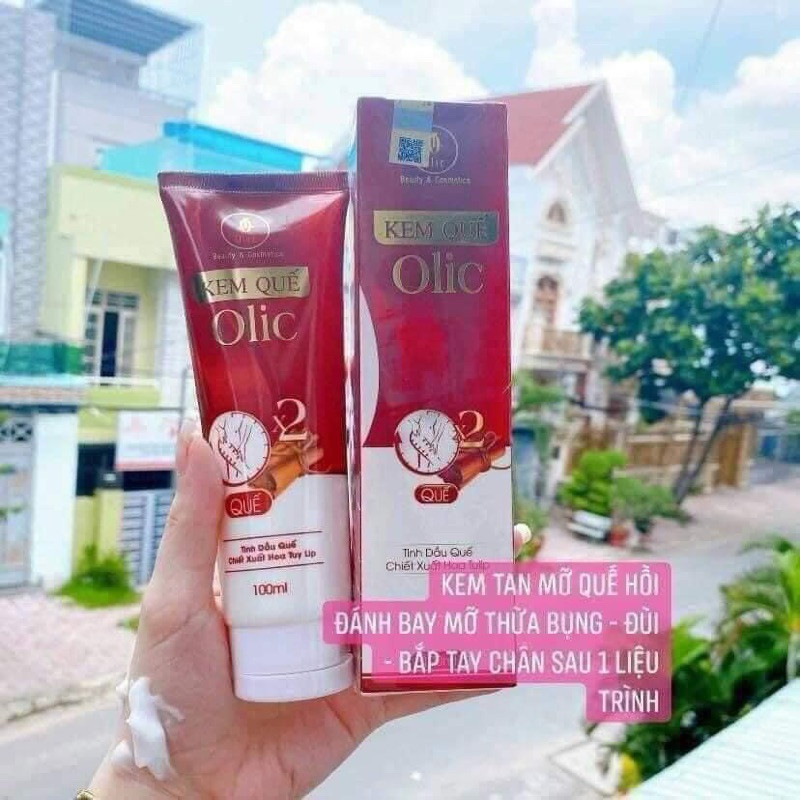 OLIC
Beauty & Cosmetics
KEM QUẾ
Olic
x2
QUẾ
Tinh Dầu Quế
Chiết Xuất Hoa Tuy Lip
100ml
Beauty & Cosmetics
KEM QUẾ
Olic
x2
QUẾ
Tinh Dầu Quế
Chiết Xuất Hoa Tulip
KEM TAN MỠ QUẾ HỒI
ĐÁNH BAY MỠ THỪA BỤNG - ĐÙI
- BẮP TAY CHÂN SAU 1 LIỆU
TRÌNH